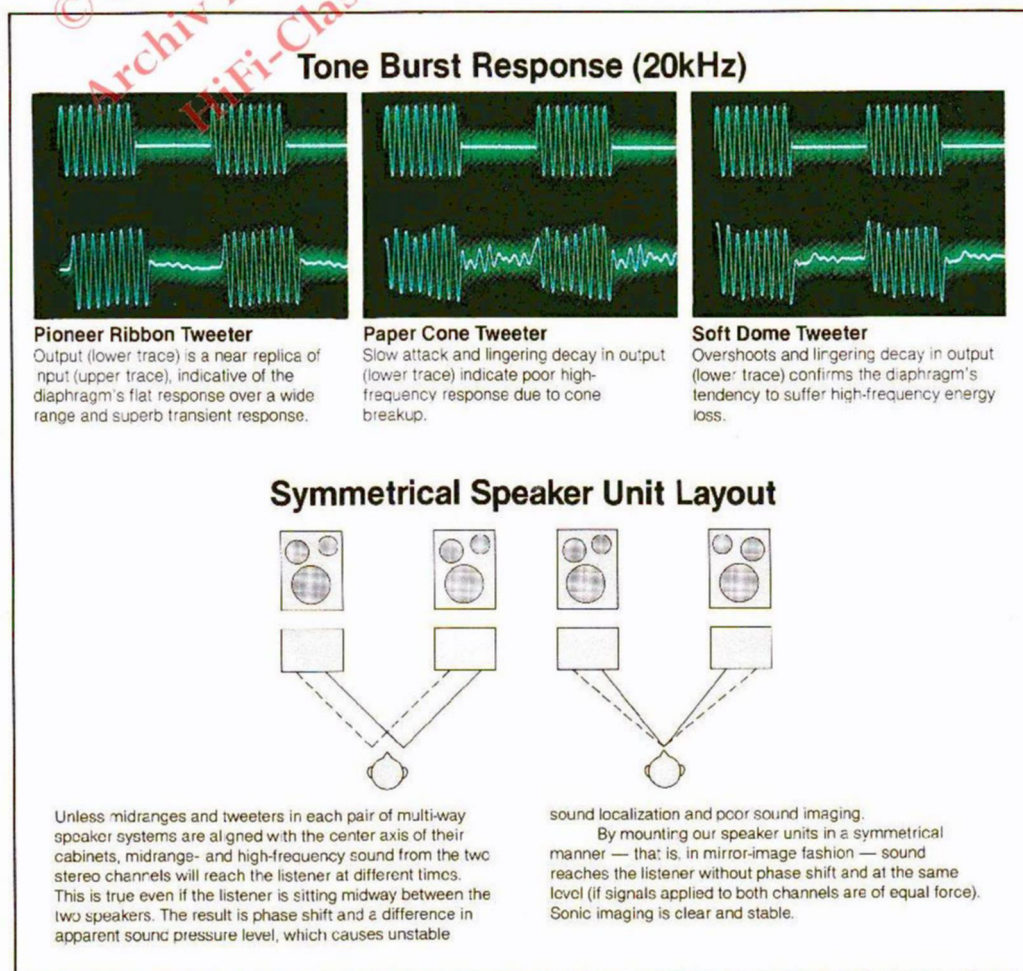 ©
Archiv
HiFi-Clas
Tone Burst Response (20kHz)
Pioneer Ribbon Tweeter
Output (lower trace) is a near replica of
nput (upper trace), indicative of the
diaphragm's flat response over a wide
range and superb transient response.
Paper Cone Tweeter
Slow attack and lingering decay in output
(lower trace) indicate poor high-
frequency response due to cone
breakup.
Soft Dome Tweeter
Overshoots and lingering decay in output
(lower trace) confirms the diaphragm's
tendency to suffer high-frequency energy
loss.
Symmetrical Speaker Unit Layout
Unless midranges and tweeters in each pair of multi-way
speaker systems are aligned with the center axis of their
cabinets, midrange- and high-frequency sound from the two
stereo channels will reach the listener at different times.
This is true even if the listener is sitting midway between the
two speakers. The result is phase shift and a difference in
apparent sound pressure level, which causes unstable
sound localization and poor sound imaging.
By mounting our speaker units in a symmetrical
manner — that is, in mirror-image fashion — sound
reaches the listener without phase shift and at the same
level (if signals applied to both channels are of equal force).
Sonic imaging is clear and stable.